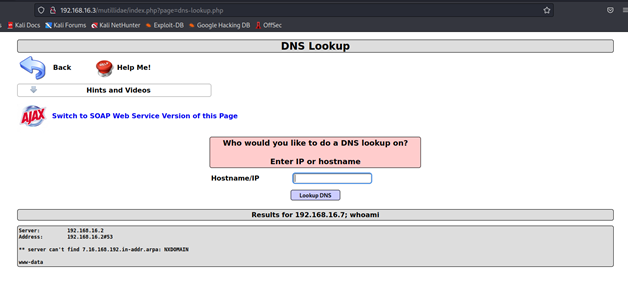 192.168.16.3/mutillidae/index.php?page=dns-lookup.php
Kali Docs Kali Forums Kali NetHunter Exploit-DB Google Hacking DB OffSec
DNS Lookup
Back Help Me!
Hints and Videos
AJAX Switch to SOAP Web Service Version of this Page
Who would you like to do a DNS lookup on?
Enter IP or hostname
Hostname/IP
Lookup DNS
Results for 192.168.16.7; whoami
Server: 192.168.16.2
Address: 192.168.16.2#53
** server can't find 7.16.168.192.in-addr.arpa: NXDOMAIN
www-data